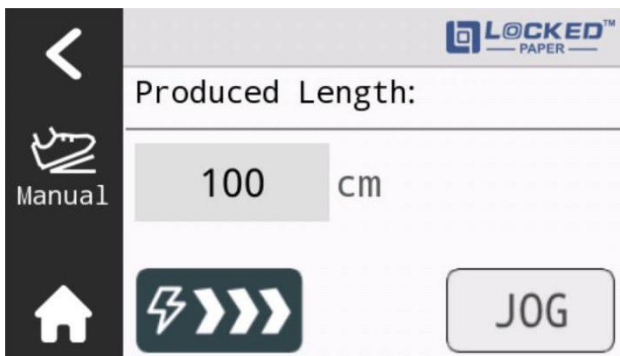 LOCKED™
PAPER
Produced Length:
Manual
100 cm
JOG